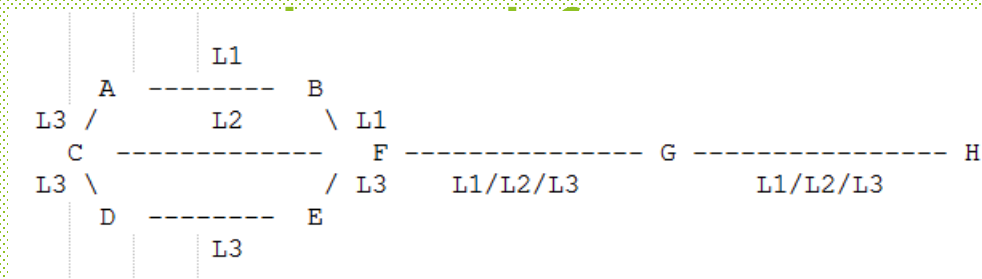 L1
A -------- B
L3 / L2 \ L1
C ------------- F --------------- G ---------------- H
L3 \ / L3 L1/L2/L3 L1/L2/L3
D -------- E
L3